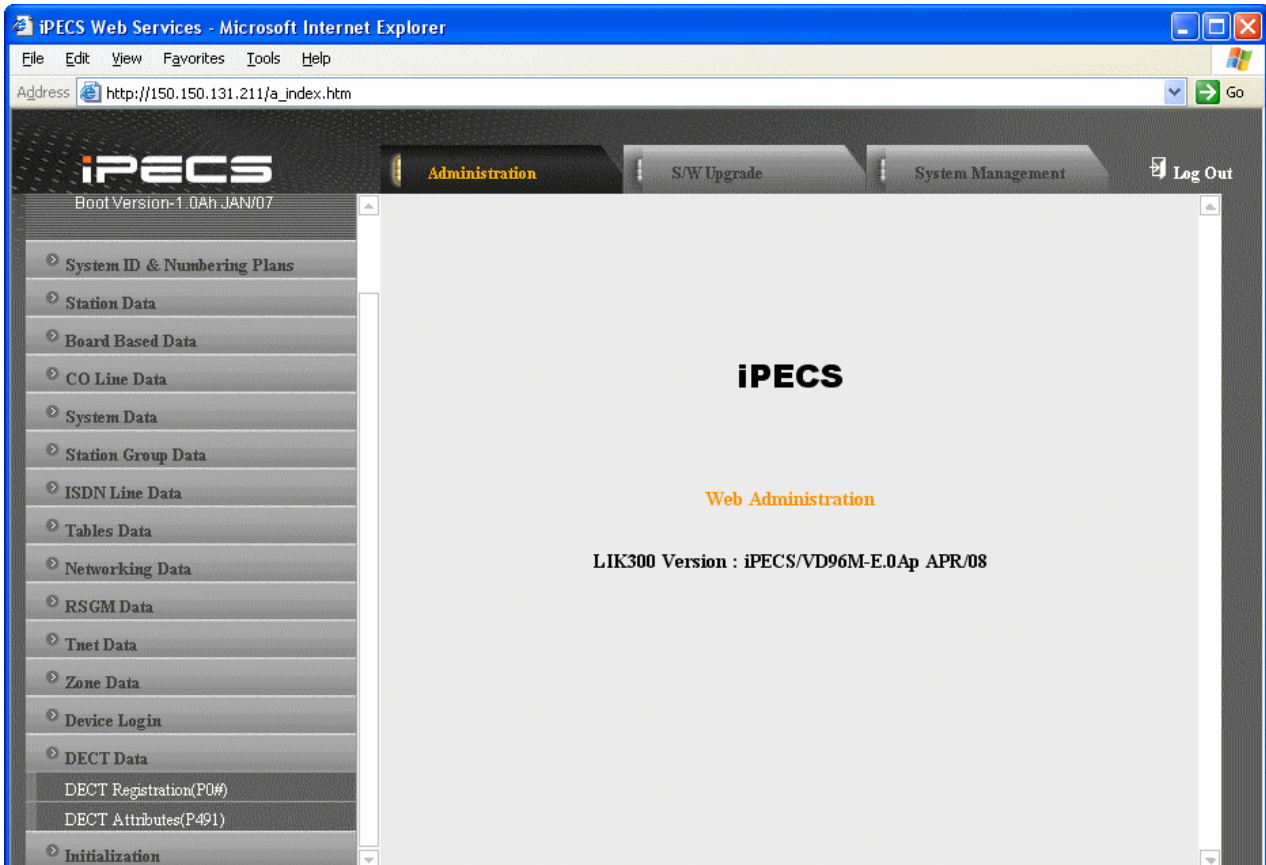 iPECS Web Services - Microsoft Internet Explorer
File Edit View Favorites Tools Help
Address http://150.150.131.211/a_index.htm Go
iPECS Administration S/W Upgrade System Management Log Out
Boot Version-1.0Ah JAN/07
System ID & Numbering Plans
Station Data
Board Based Data
CO Line Data
System Data
Station Group Data
ISDN Line Data
Tables Data
Networking Data
RSGM Data
Tnet Data
Zone Data
Device Login
DECT Data
DECT Registration(P0#)
DECT Attributes(P491)
Initialization
iPECS
Web Administration
LIK300 Version : iPECS/VD96M-E.0Ap APR/08